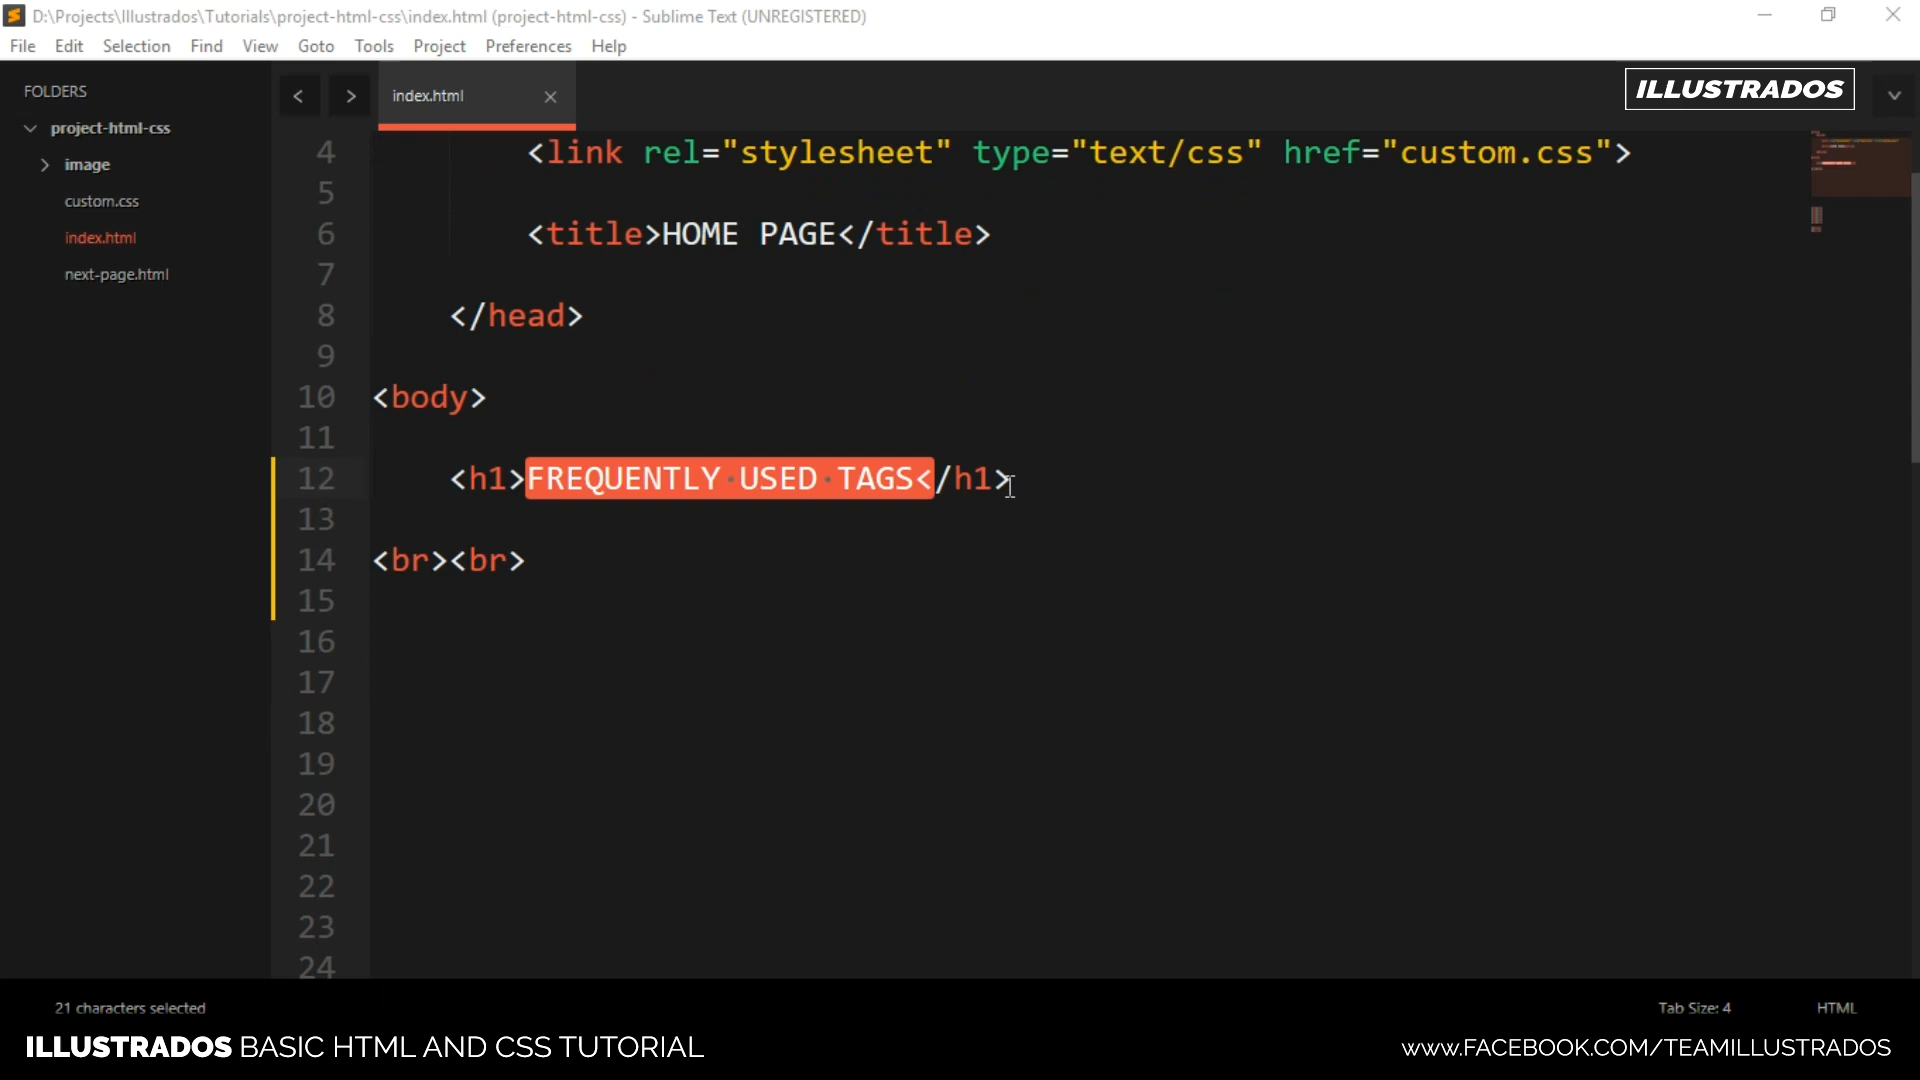 D:\Projects\Illustrados\Tutorials\project-html-css\index.html (project-html-css) - Sublime Text (UNREGISTERED)
File Edit Selection Find View Goto Tools Project Preferences Help
FOLDERS
project-html-css
image
custom.css
index.html
next-page.html
< > index.html
ILLUSTRADOS
4 <link rel="stylesheet" type="text/css" href="custom.css">
5
6 <title>HOME PAGE</title>
7
8 </head>
9
10 <body>
11
12 <h1>FREQUENTLY USED TAGS</h1>
13
14 <br><br>
15
16
17
18
19
20
21
22
23
24
21 characters selected
Tab Size: 4
HTML
ILLUSTRADOS BASIC HTML AND CSS TUTORIAL
www.FACEBOOK.COM/TEAMILLUSTRADOS